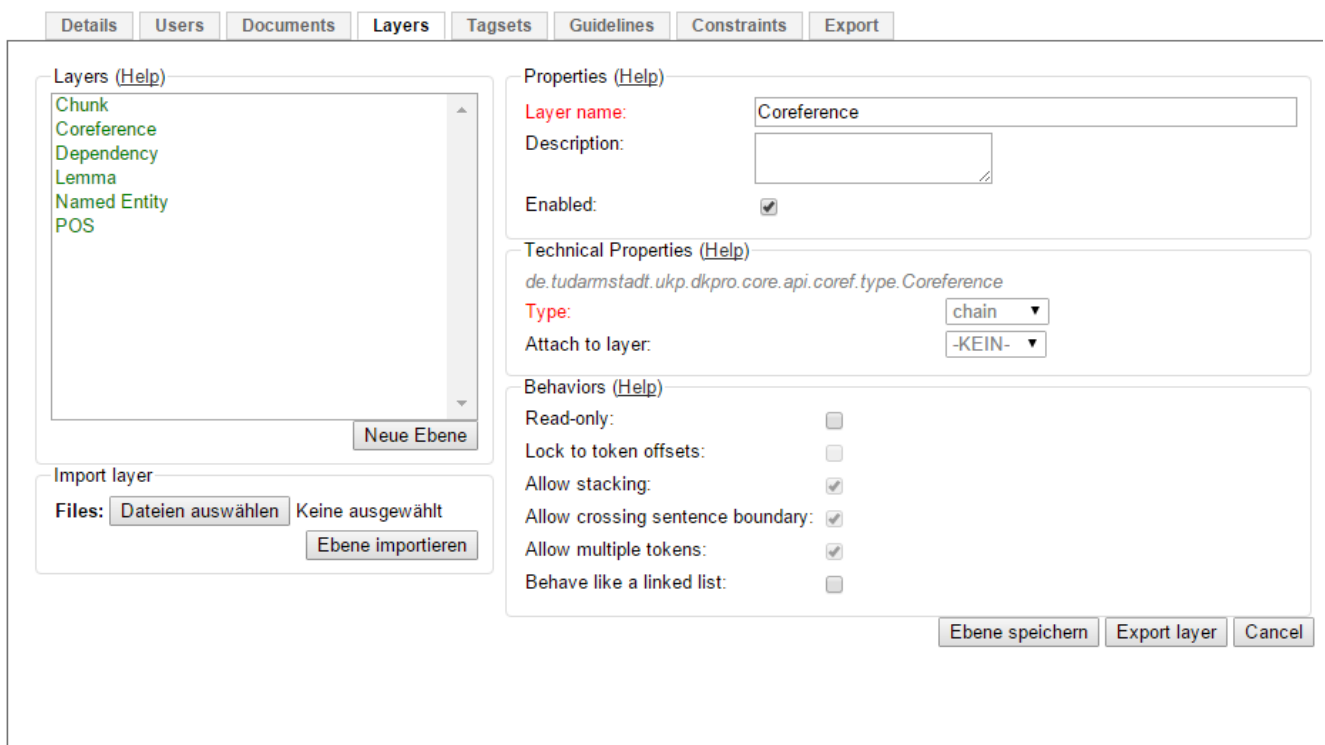 Details Users Documents Layers Tagsets Guidelines Constraints Export
Layers (Help)
Chunk
Coreference
Dependency
Lemma
Named Entity
POS
Neue Ebene
Import layer
Files: Dateien auswählen Keine ausgewählt
Ebene importieren
Properties (Help)
Layer name: Coreference
Description:
Enabled:
Technical Properties (Help)
de.tudarmstadt.ukp.dkpro.core.api.coref.type.Coreference
Type: chain
Attach to layer: -KEIN-
Behaviors (Help)
Read-only:
Lock to token offsets:
Allow stacking:
Allow crossing sentence boundary:
Allow multiple tokens:
Behave like a linked list:
Ebene speichern Export layer Cancel